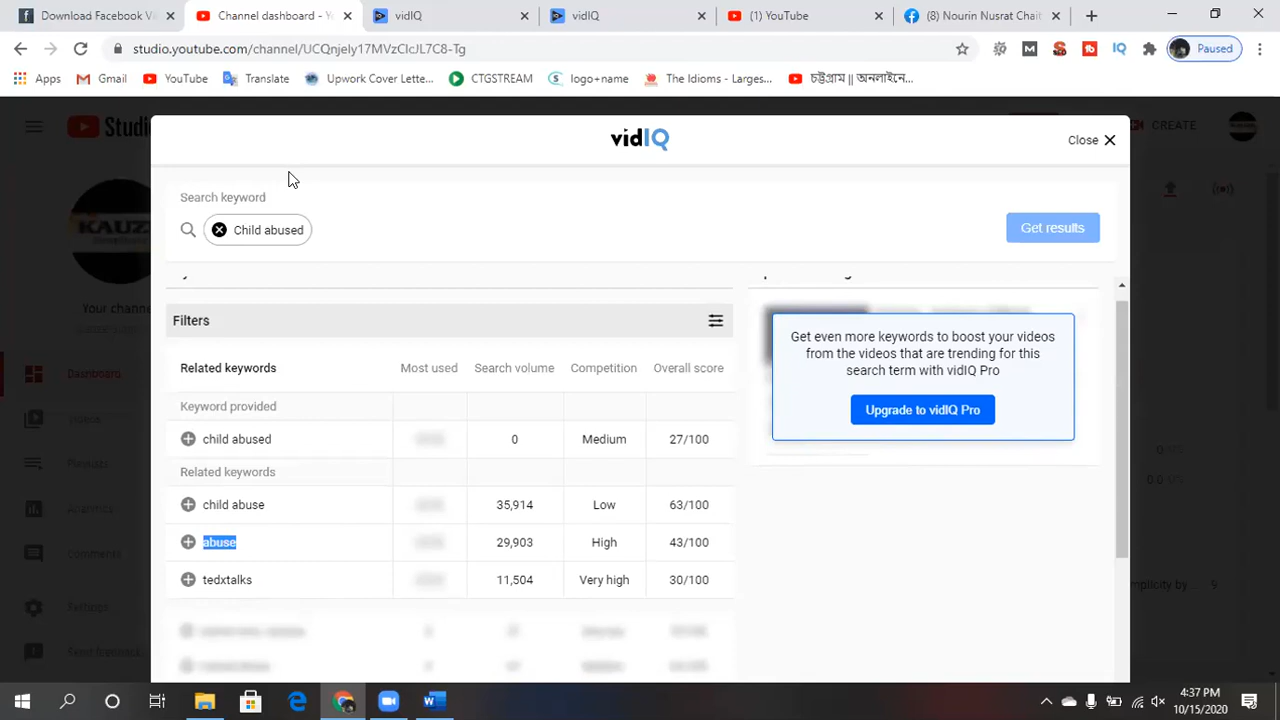 Download Facebook Vi
Channel dashboard - Yo
vidIQ
vidIQ
(1) YouTube
(8) Nourin Nusrat Chait
studio.youtube.com/channel/UCQnjely17MVzCIcJL7C8-Tg
Paused
Apps
Gmail
YouTube
Translate
Upwork Cover Lette...
CTGSTREAM
logo+name
The Idioms - Larges...
চট্টগ্রাম || অনলাইনে...
Studio
vidIQ
Close
CREATE
Search keyword
Child abused
Get results
KAUZ
Filters
Related keywords Most used Search volume Competition Overall score
Keyword provided
child abused 0 Medium 27/100
Related keywords
child abuse 35,914 Low 63/100
abuse 29,903 High 43/100
tedxtalks 11,504 Very high 30/100
Get even more keywords to boost your videos
from the videos that are trending for this
search term with vidIQ Pro
Upgrade to vidIQ Pro
Your chann
Dashboard
Videos
Playlists
Analytics
Comments
Settings
Send feedback
mplicity by... 9
4:37 PM
10/15/2020